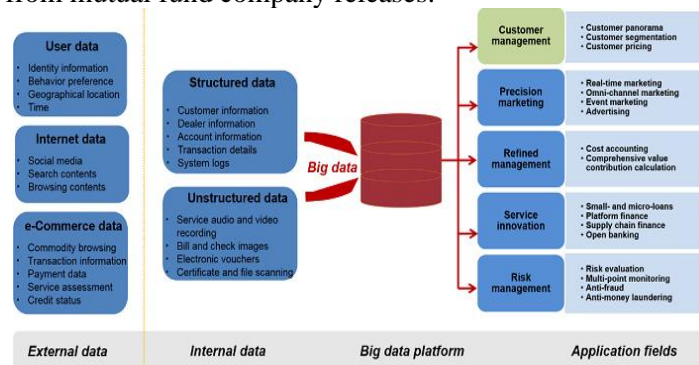 from mutual fund company releases.
User data
• Identity information
• Behavior preference
• Geographical location
• Time
Internet data
• Social media
• Search contents
• Browsing contents
e-Commerce data
• Commodity browsing
• Transaction information
• Payment data
• Service assessment
• Credit status
Structured data
• Customer information
• Dealer information
• Account information
• Transaction details
• System logs
Unstructured data
• Service audio and video
recording
• Bill and check images
• Electronic vouchers
• Certificate and file scanning
Big data
Customer
management
• Customer panorama
• Customer segmentation
• Customer pricing
Precision
marketing
• Real-time marketing
• Omni-channel marketing
• Event marketing
• Advertising
Refined
management
• Cost accounting
• Comprehensive value
contribution calculation
Service
innovation
• Small- and micro-loans
• Platform finance
• Supply chain finance
• Open banking
Risk
management
• Risk evaluation
• Multi-point monitoring
• Anti-fraud
• Anti-money laundering
External data
Internal data
Big data platform
Application fields